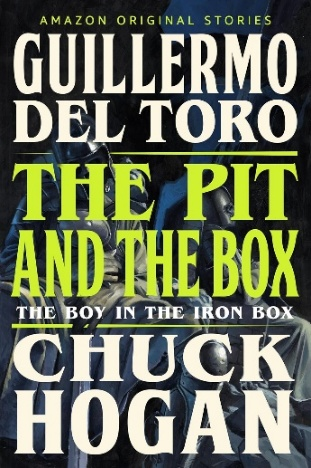 AMAZON ORIGINAL STORIES
GUILLERMO
DEL TORO
THE PIT
AND THE BOX
THE BOY IN THE IRON BOX
CHUCK
HOGAN